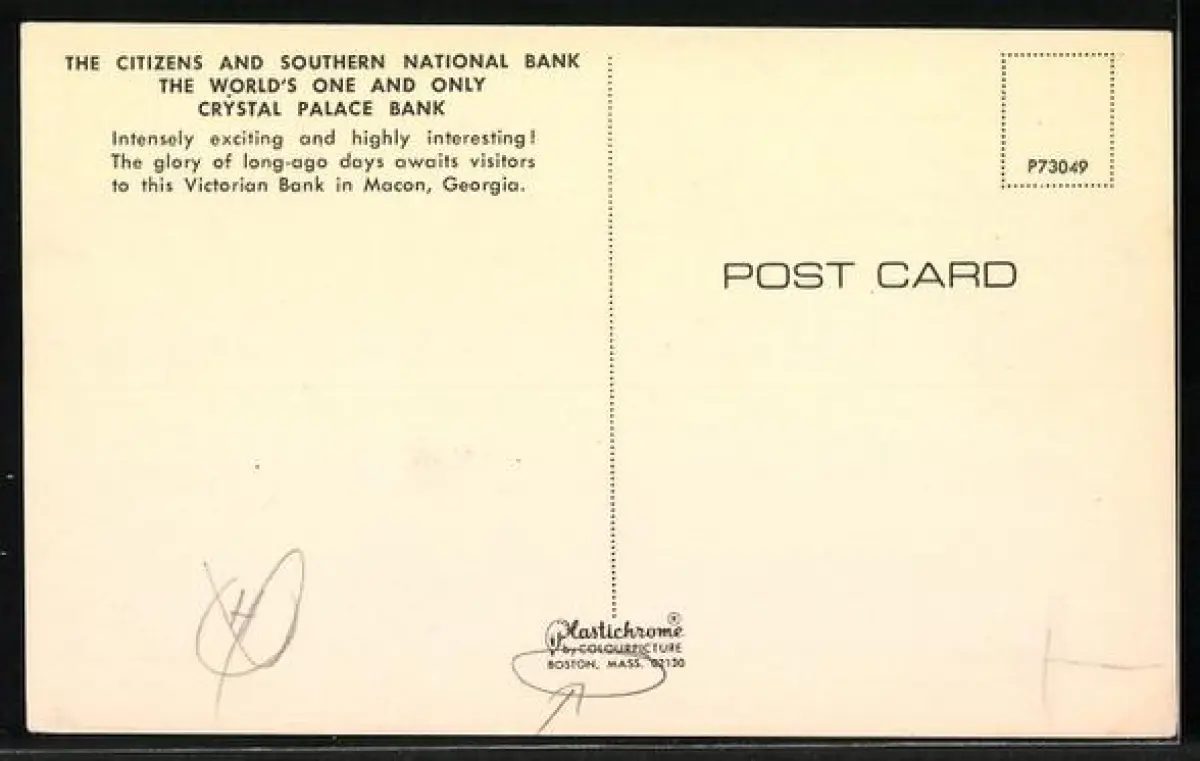 THE CITIZENS AND SOUTHERN NATIONAL BANK
THE WORLD'S ONE AND ONLY
CRYSTAL PALACE BANK
Intensely exciting and highly interesting!
The glory of long-ago days awaits visitors
to this Victorian Bank in Macon, Georgia.
P73049
POST CARD
Plastichrome®
by COLOURPICTURE
BOSTON, MASS. 02130